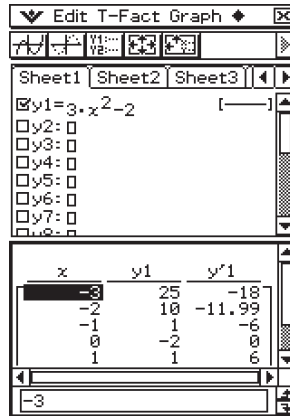 Edit T-Fact Graph
Sheet1 Sheet2 Sheet3
y1=3·x²-2 [—]
y2:
y3:
y4:
y5:
y6:
y7:
y8:
x y1 y'1
-3 25 -18
-2 10 -11.99
-1 1 -6
0 -2 0
1 1 6
-3